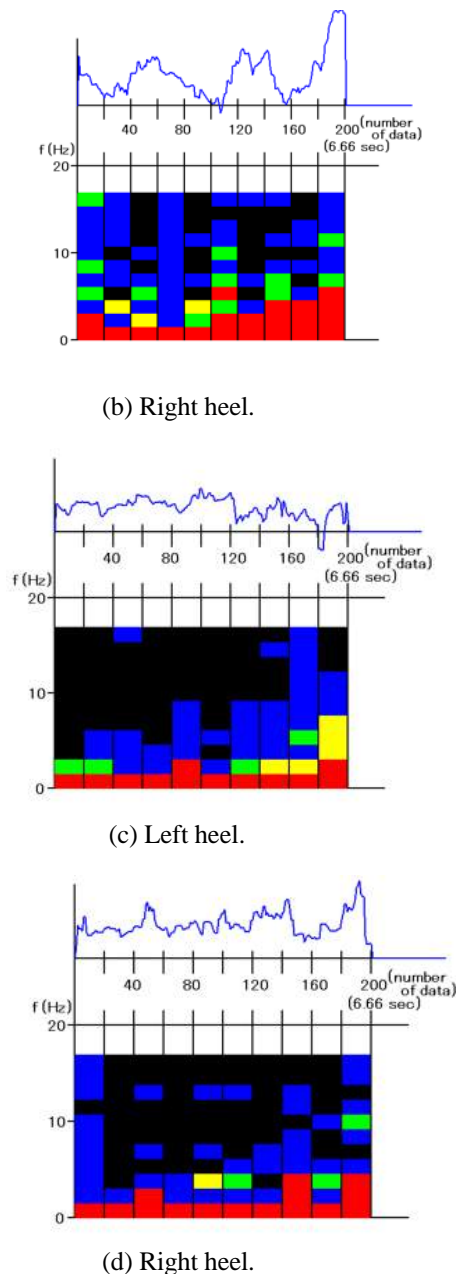 40 80 120 160 200 (number
of data)
(6.66 sec)
f (Hz)
20
10
0
(b) Right heel.
40 80 120 160 200 (number
of data)
(6.66 sec)
f (Hz)
20
10
0
(c) Left heel.
40 80 120 160 200 (number
of data)
(6.66 sec)
f (Hz)
20
10
0
(d) Right heel.